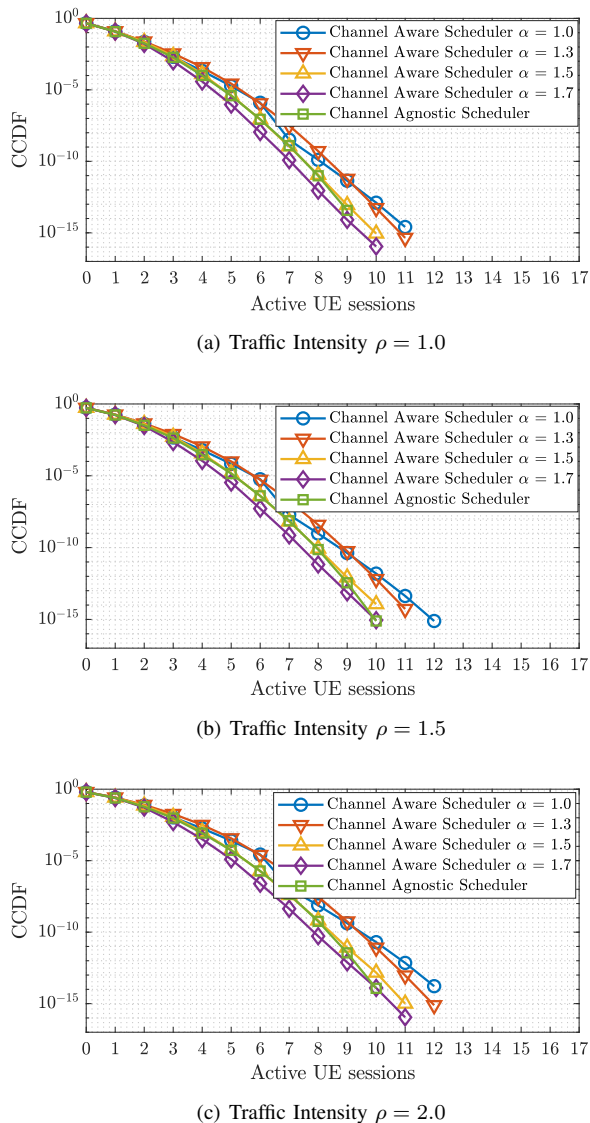 10^0
10^-5
10^-10
10^-15
CCDF
Channel Aware Scheduler α = 1.0
Channel Aware Scheduler α = 1.3
Channel Aware Scheduler α = 1.5
Channel Aware Scheduler α = 1.7
Channel Agnostic Scheduler
0 1 2 3 4 5 6 7 8 9 10 11 12 13 14 15 16 17
Active UE sessions
(a) Traffic Intensity ρ = 1.0
10^0
10^-5
10^-10
10^-15
CCDF
Channel Aware Scheduler α = 1.0
Channel Aware Scheduler α = 1.3
Channel Aware Scheduler α = 1.5
Channel Aware Scheduler α = 1.7
Channel Agnostic Scheduler
0 1 2 3 4 5 6 7 8 9 10 11 12 13 14 15 16 17
Active UE sessions
(b) Traffic Intensity ρ = 1.5
10^0
10^-5
10^-10
10^-15
CCDF
Channel Aware Scheduler α = 1.0
Channel Aware Scheduler α = 1.3
Channel Aware Scheduler α = 1.5
Channel Aware Scheduler α = 1.7
Channel Agnostic Scheduler
0 1 2 3 4 5 6 7 8 9 10 11 12 13 14 15 16 17
Active UE sessions
(c) Traffic Intensity ρ = 2.0